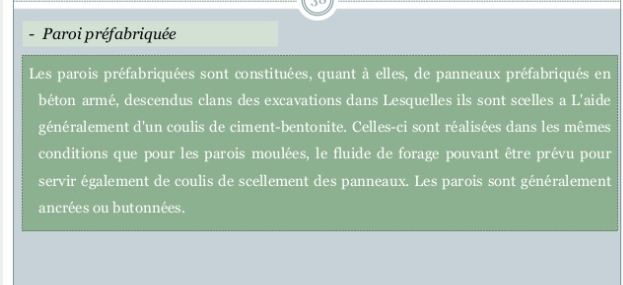 36
- Paroi préfabriquée
Les parois préfabriquées sont constituées, quant à elles, de panneaux préfabriqués en
béton armé, descendus clans des excavations dans Lesquelles ils sont scelles a L'aide
généralement d'un coulis de ciment-bentonite. Celles-ci sont réalisées dans les mêmes
conditions que pour les parois moulées, le fluide de forage pouvant être prévu pour
servir également de coulis de scellement des panneaux. Les parois sont généralement
ancrées ou butonnées.